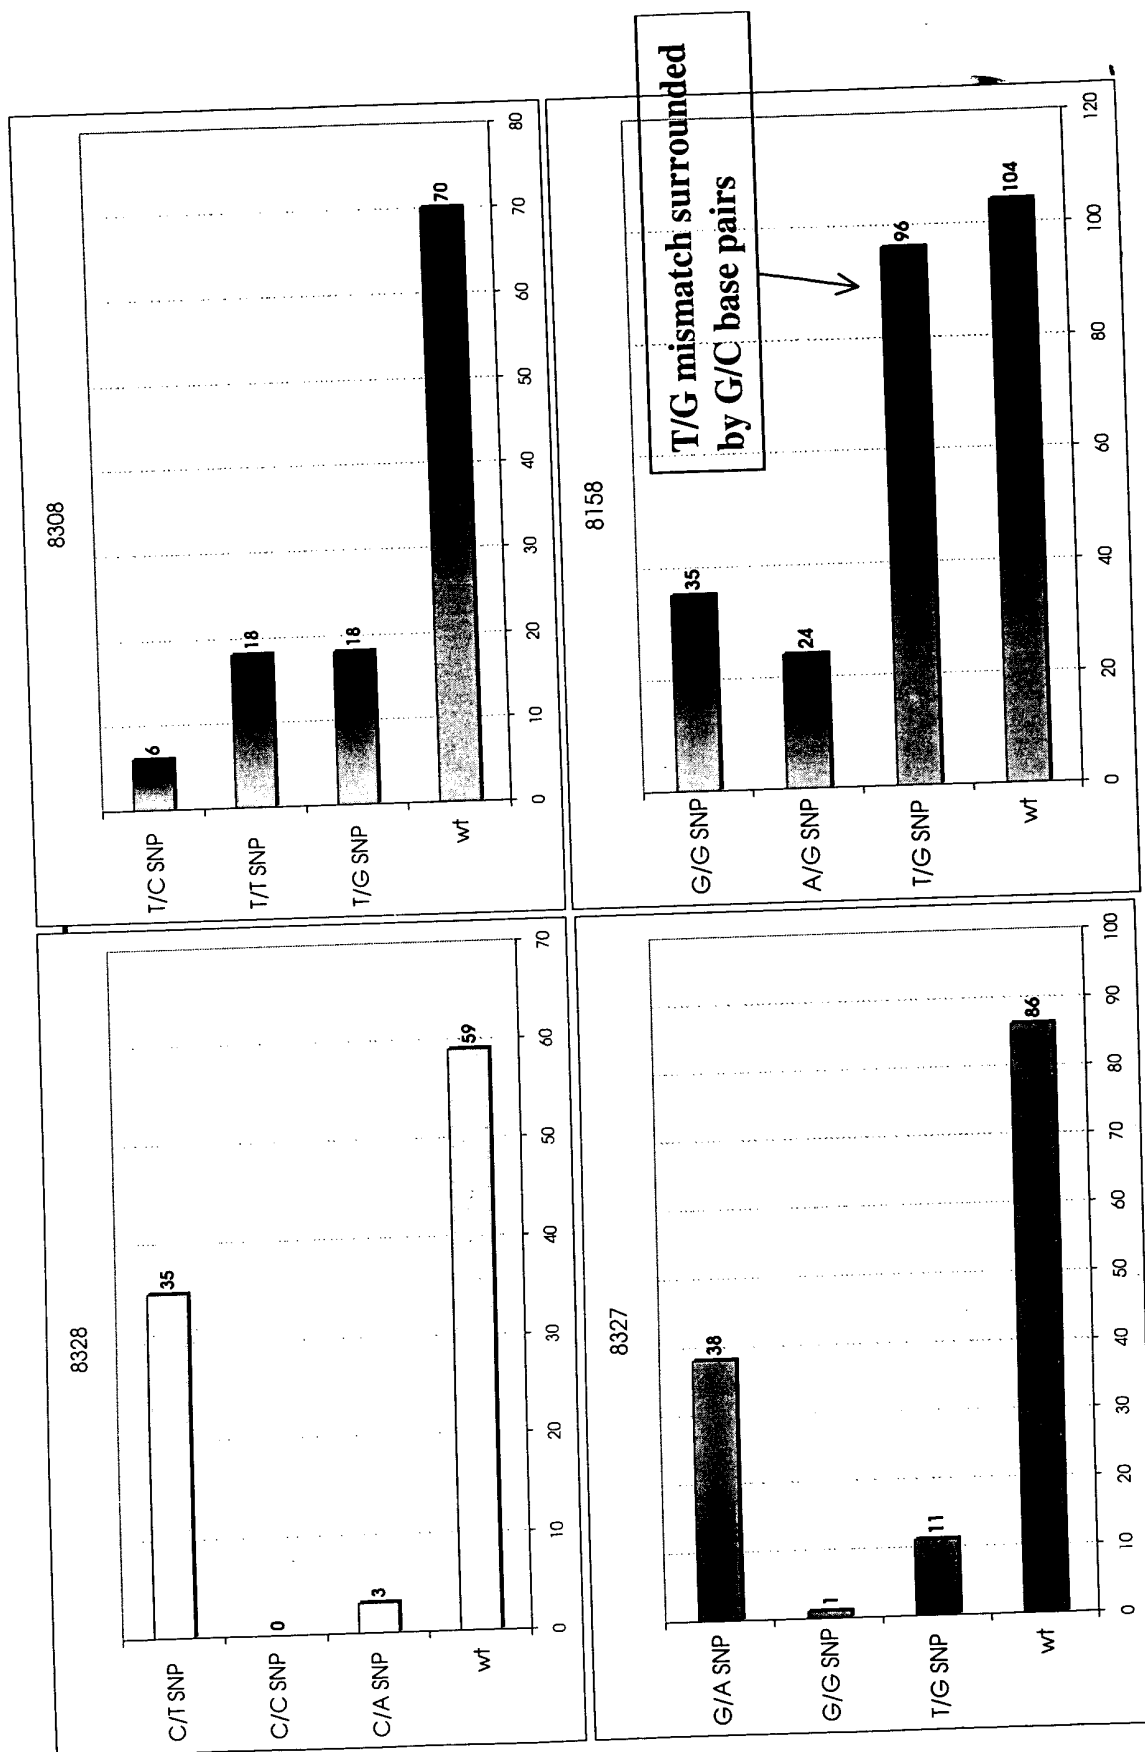 8328
C/T SNP
35
C/C SNP
0
C/A SNP
3
wt
59
0 10 20 30 40 50 60 70
8308
T/C SNP
6
T/T SNP
18
T/G SNP
18
wt
70
0 10 20 30 40 50 60 70 80
8327
G/A SNP
38
G/G SNP
1
T/G SNP
11
wt
86
0 10 20 30 40 50 60 70 80 90 100
8158
G/G SNP
35
A/G SNP
24
T/G SNP
96
wt
104
0 20 40 60 80 100 120
T/G mismatch surrounded
by G/C base pairs